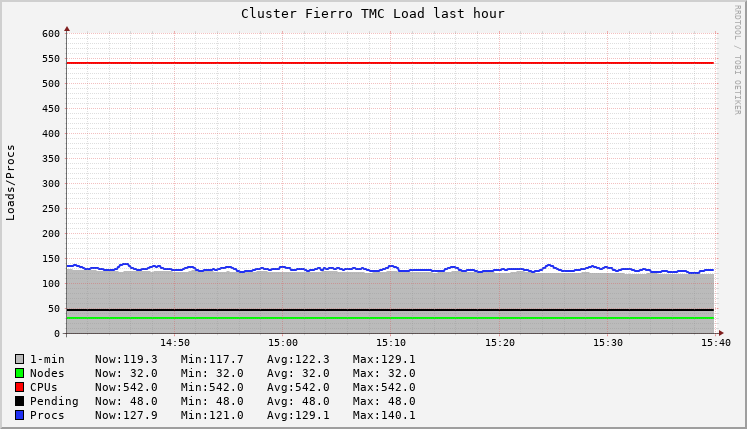 Cluster Fierro TMC Load last hour
RRDTOOL / TOBI OETIKER
Loads/Procs
600
550
500
450
400
350
300
250
200
150
100
50
0
14:50 15:00 15:10 15:20 15:30 15:40
1-min Now:119.3 Min:117.7 Avg:122.3 Max:129.1
Nodes Now: 32.0 Min: 32.0 Avg: 32.0 Max: 32.0
CPUs Now:542.0 Min:542.0 Avg:542.0 Max:542.0
Pending Now: 48.0 Min: 48.0 Avg: 48.0 Max: 48.0
Procs Now:127.9 Min:121.0 Avg:129.1 Max:140.1